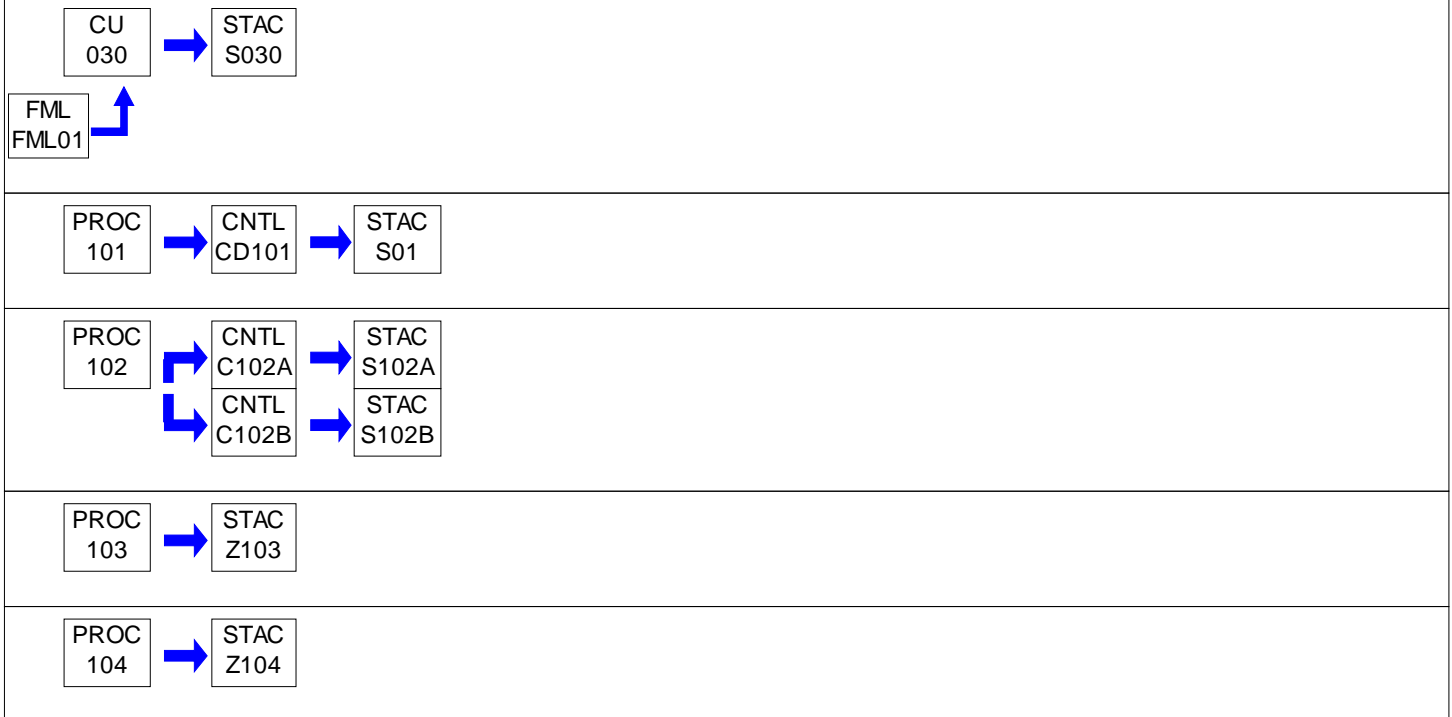 CU
030
STAC
S030
FML
FML01
PROC
101
CNTL
CD101
STAC
S01
PROC
102
CNTL
C102A
STAC
S102A
CNTL
C102B
STAC
S102B
PROC
103
STAC
Z103
PROC
104
STAC
Z104